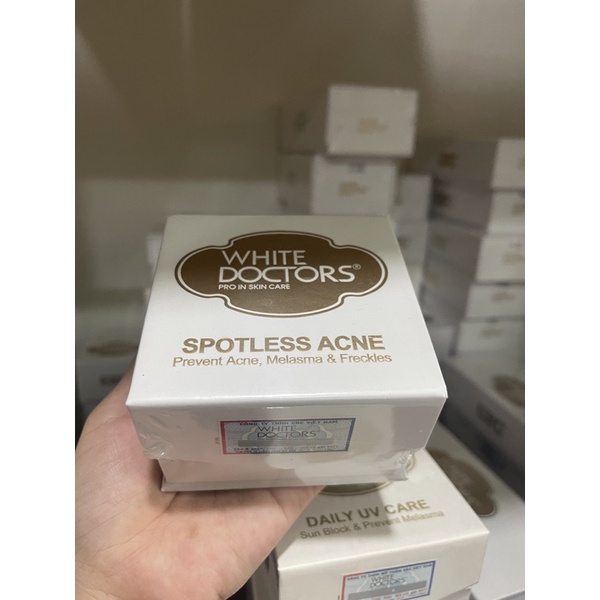 WHITE
DOCTORS®
PRO IN SKIN CARE
SPOTLESS ACNE
Prevent Acne, Melasma & Freckles
WHITE
DOCTORS
DAILY UV CARE
Sun Block & Prevent Melasma
WHITE
DOCTORS